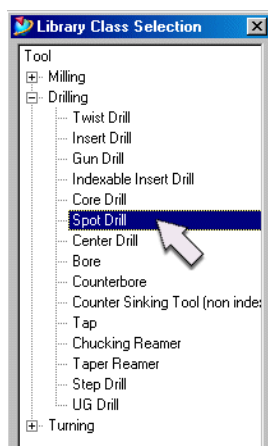 Library Class Selection
Tool
Milling
Drilling
Twist Drill
Insert Drill
Gun Drill
Indexable Insert Drill
Core Drill
Spot Drill
Center Drill
Bore
Counterbore
Counter Sinking Tool (non inde
Tap
Chucking Reamer
Taper Reamer
Step Drill
UG Drill
Turning